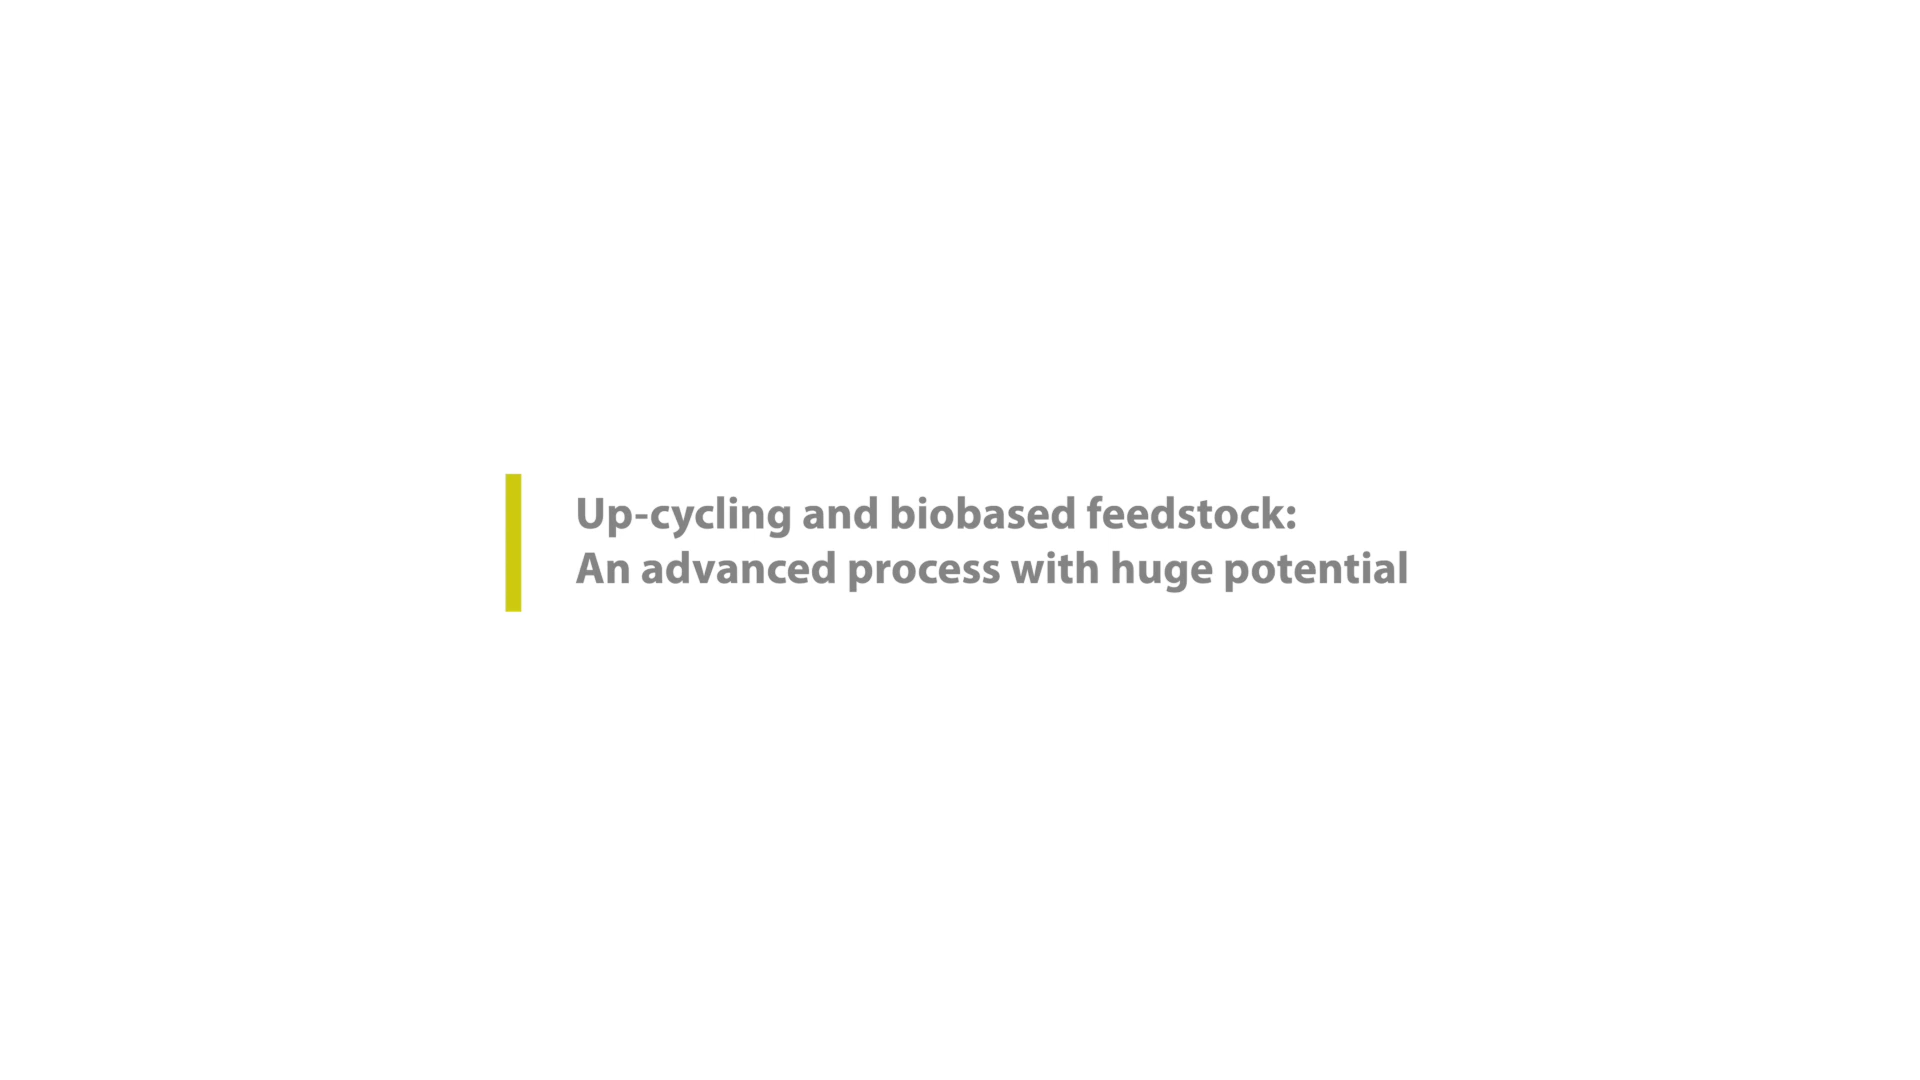 Up-cycling and biobased feedstock:
An advanced process with huge potential